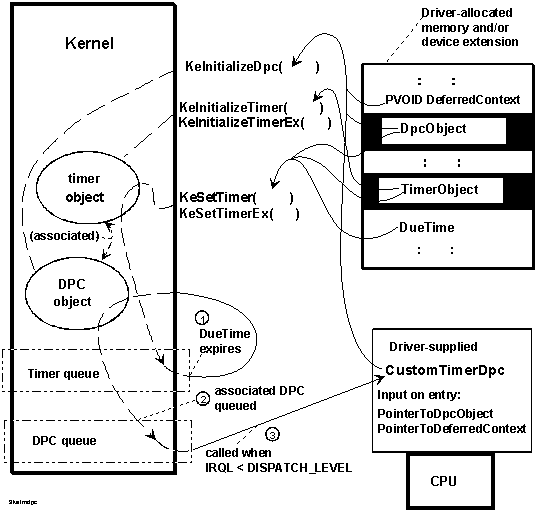 Kernel
Driver-allocated
memory and/or
device extension
KeInitializeDpc( )
: :
PVOID DeferredContext
KeInitializeTimer( )
KeInitializeTimerEx( )
DpcObject
: :
timer
object
TimerObject
KeSetTimer( )
KeSetTimerEx( )
(associated)
DueTime
: :
DPC
object
1
DueTime
expires
Driver-supplied
CustomTimerDpc
Timer queue
Input on entry:
PointerToDpcObject
PointerToDeferredContext
2
associated DPC
queued
DPC queue
3
called when
IRQL < DISPATCH_LEVEL
CPU